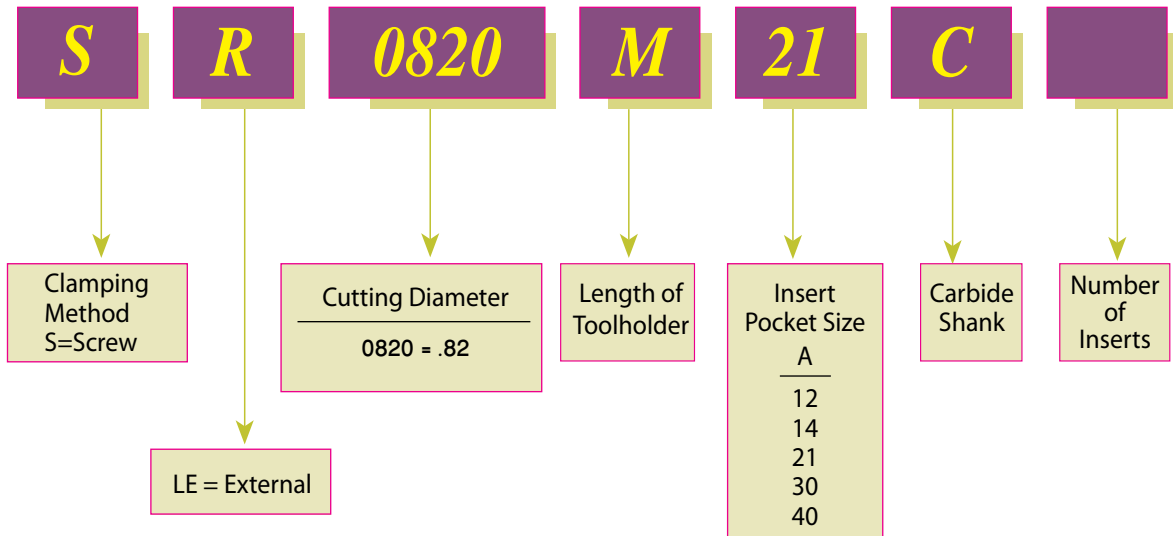 S R 0820 M 21 C
Clamping
Method
S=Screw
LE = External
Cutting Diameter
0820 = .82
Length of
Toolholder
Insert
Pocket Size
A
12
14
21
30
40
Carbide
Shank
Number
of
Inserts